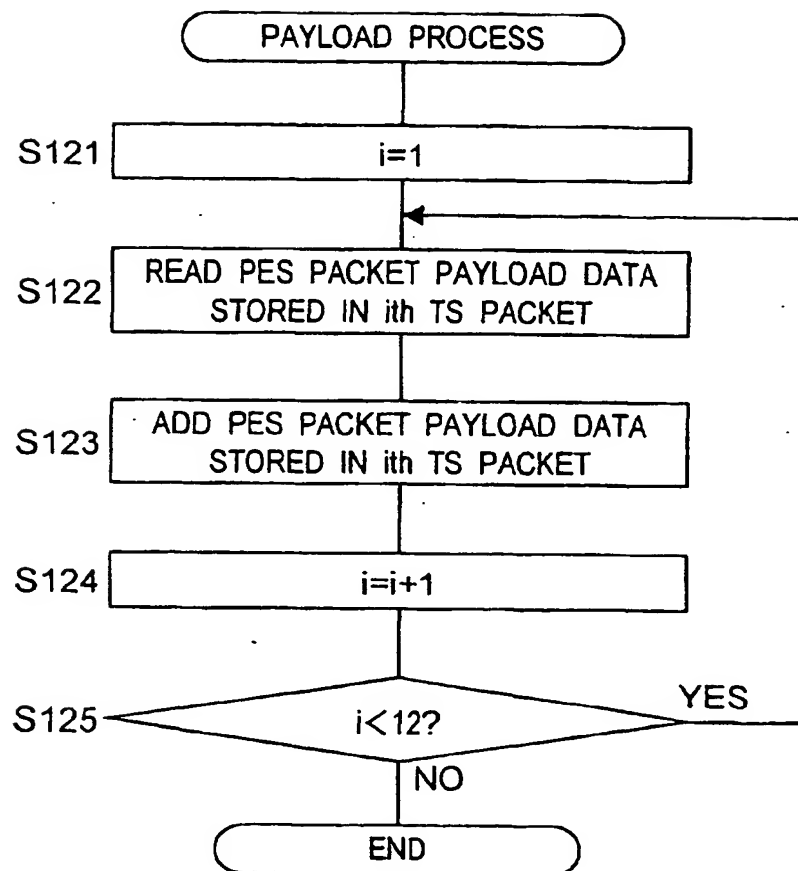 PAYLOAD PROCESS
S121
i=1
S122
READ PES PACKET PAYLOAD DATA
STORED IN ith TS PACKET
S123
ADD PES PACKET PAYLOAD DATA
STORED IN ith TS PACKET
S124
i=i+1
S125
i<12?
YES
NO
END